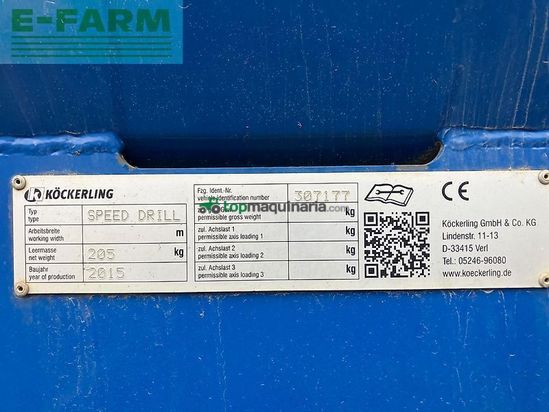 E-FARM
KÖCKERLING
Typ
type
SPEED DRILL
Arbeitsbreite
working width
m
Leermasse
net weight
205
kg
Baujahr
year of production
2015
Fzg. Ident.-Nr.
vehicle identification number
307177
topmaquinaria.com
permissible gross weight
kg
zul. Achslast 1
permissible axis loading 1
kg
zul. Achslast 2
permissible axis loading 2
kg
zul. Achslast 3
permissible axis loading 3
kg
CE
Köckerling GmbH & Co. KG
Lindenstr. 11-13
D-33415 Verl
Tel.: 05246-96080
www.koeckerling.de